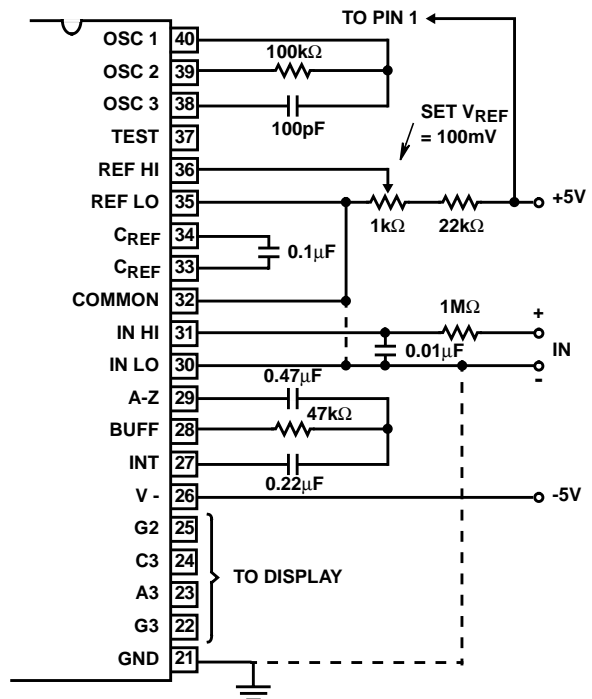 TO PIN 1
OSC 1 40
100kΩ
OSC 2 39
OSC 3 38
100pF
SET VREF
= 100mV
TEST 37
REF HI 36
REF LO 35
+5V
1kΩ 22kΩ
CREF 34
0.1µF
CREF 33
COMMON 32
1MΩ
+
IN HI 31
0.01µF
IN
IN LO 30
-
0.47µF
A-Z 29
47kΩ
BUFF 28
INT 27
0.22µF
V - 26
-5V
G2 25
C3 24
TO DISPLAY
A3 23
G3 22
GND 21